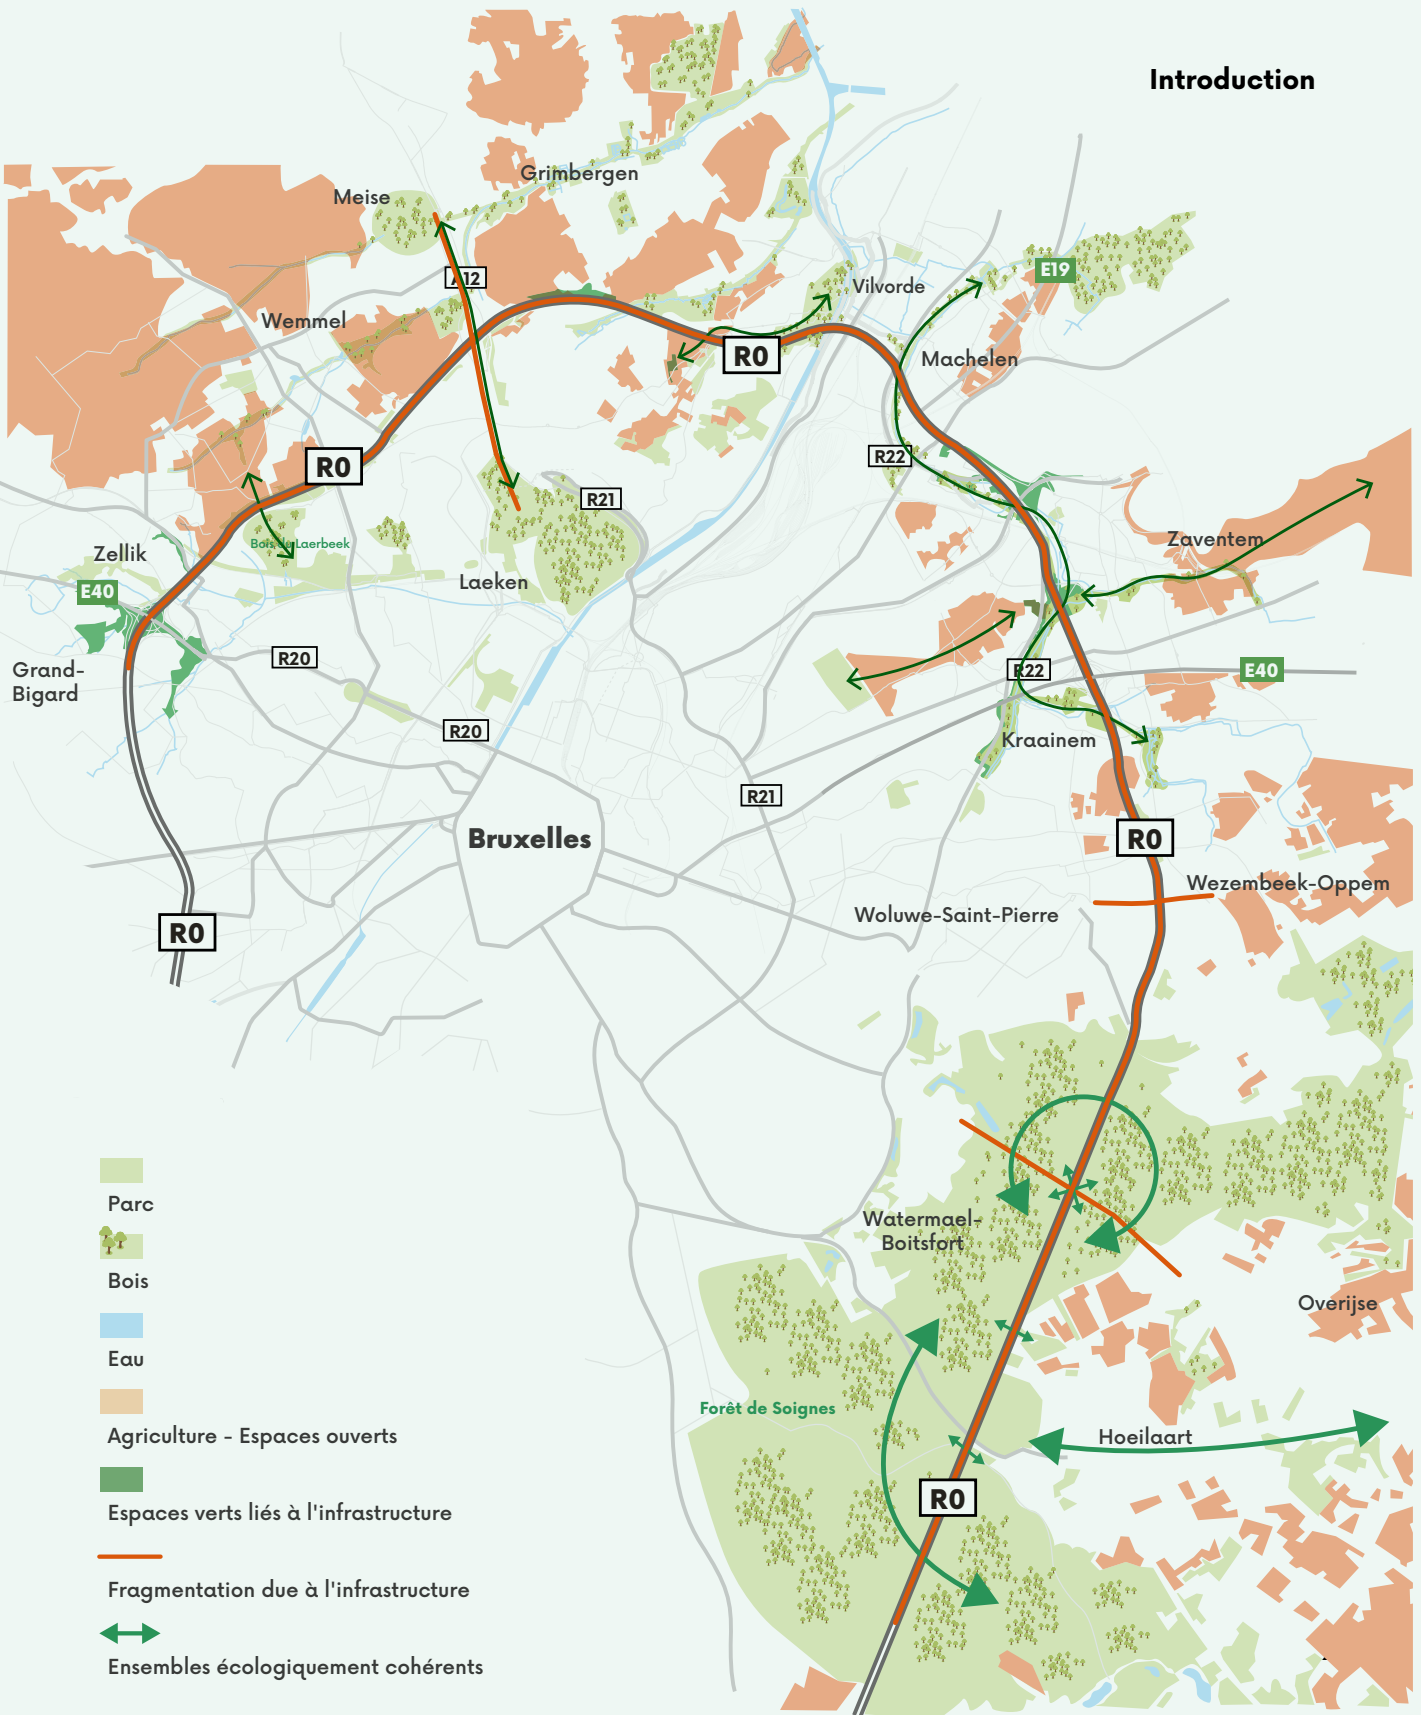 Introduction
Grimbergen
Meise
A12
E19
Vilvorde
Wemmel
R0
Machelen
R22
R0
R21
Zaventem
Bois de Laerbeek
Zellik
Laeken
E40
R20
Grand-
Bigard
R22
E40
R20
Kraainem
R21
Bruxelles
R0
Wezembeek-Oppem
Woluwe-Saint-Pierre
R0
Parc
Watermael-
Boitsfort
Bois
Overijse
Eau
Forêt de Soignes
Hoeilaart
Agriculture - Espaces ouverts
R0
Espaces verts liés à l'infrastructure
Fragmentation due à l'infrastructure
Ensembles écologiquement cohérents